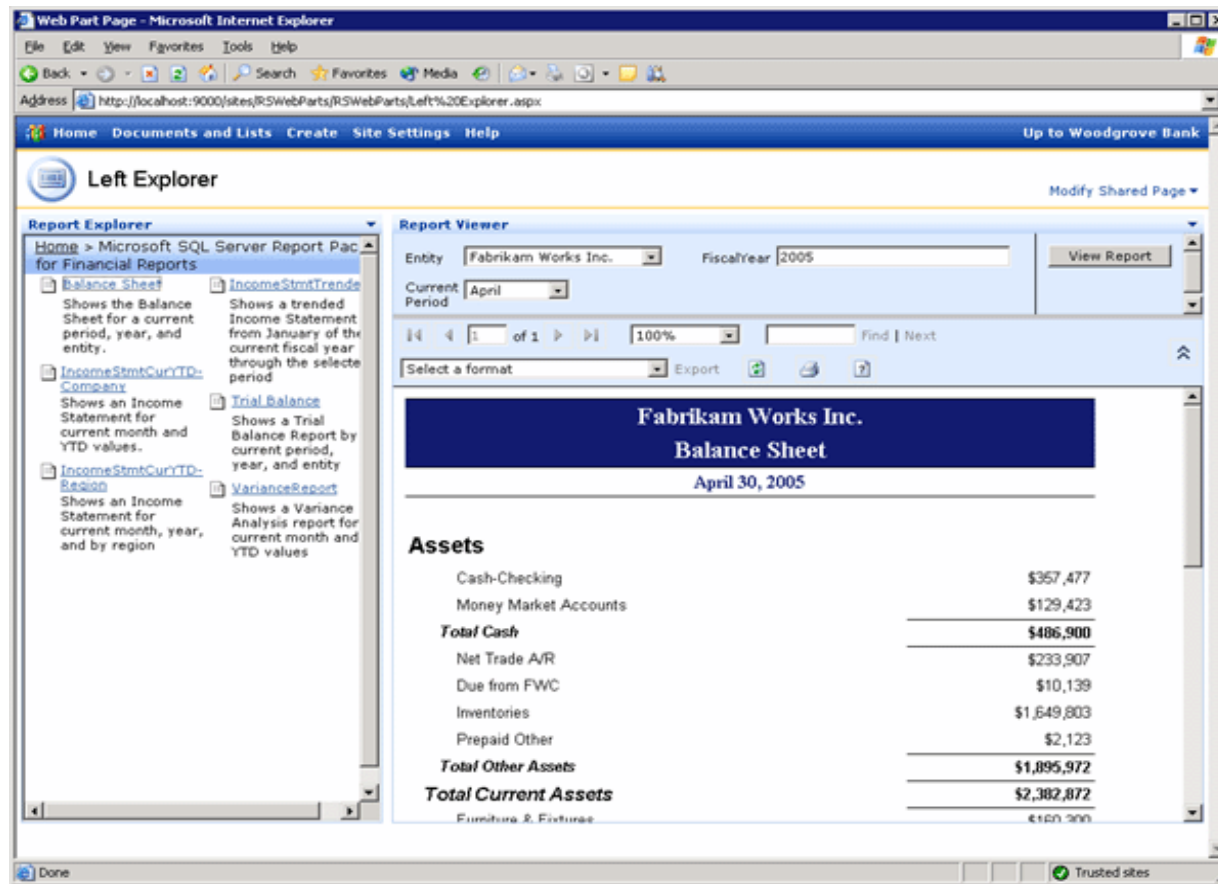 Web Part Page - Microsoft Internet Explorer
File Edit View Favorites Tools Help
Back Search Favorites Media
Address http://localhost:9000/sites/RSWebParts/RSWebParts/Left%20Explorer.aspx
Home Documents and Lists Create Site Settings Help Up to Woodgrove Bank
Left Explorer
Modify Shared Page
Report Explorer
Home > Microsoft SQL Server Report Pac
for Financial Reports
Balance Sheet
Shows the Balance
Sheet for a current
period, year, and
entity.
IncomeStmtCurYTD-
Company
Shows an Income
Statement for
current month and
YTD values.
IncomeStmtCurYTD-
Region
Shows an Income
Statement for
current month, year,
and by region
IncomeStmtTrende
Shows a trended
Income Statement
from January of the
current fiscal year
through the selecte
period
Trial Balance
Shows a Trial
Balance Report by
current period,
year, and entity
VarianceReport
Shows a Variance
Analysis report for
current month and
YTD values
Report Viewer
Entity Fabrikam Works Inc. FiscalYear 2005 View Report
Current
Period April
1 of 1 100% Find | Next
Select a format Export
Fabrikam Works Inc.
Balance Sheet
April 30, 2005
Assets
Cash-Checking $357,477
Money Market Accounts $129,423
Total Cash $486,900
Net Trade A/R $233,907
Due from FWC $10,139
Inventories $1,649,803
Prepaid Other $2,123
Total Other Assets $1,895,972
Total Current Assets $2,382,872
Furniture & Fixtures $160,300
Done Trusted sites